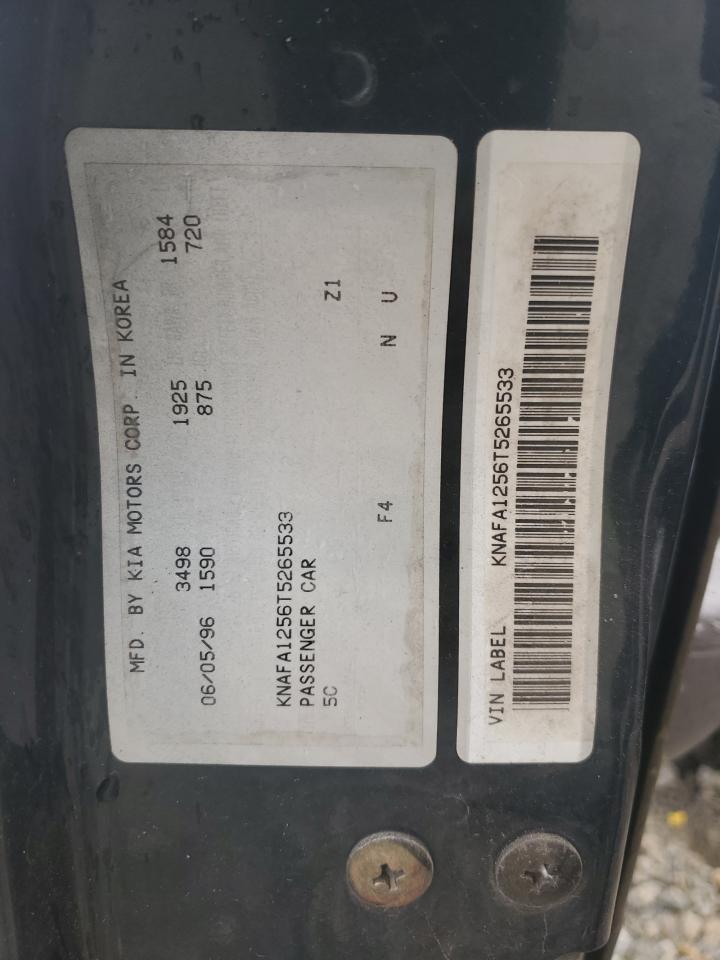 MFD. BY KIA MOTORS CORP. IN KOREA
3498 1925 1584
06/05/96 1590 875 720
KNAFA1256T5265533
PASSENGER CAR
5C Z1
F4 N U
VIN LABEL KNAFA1256T5265533